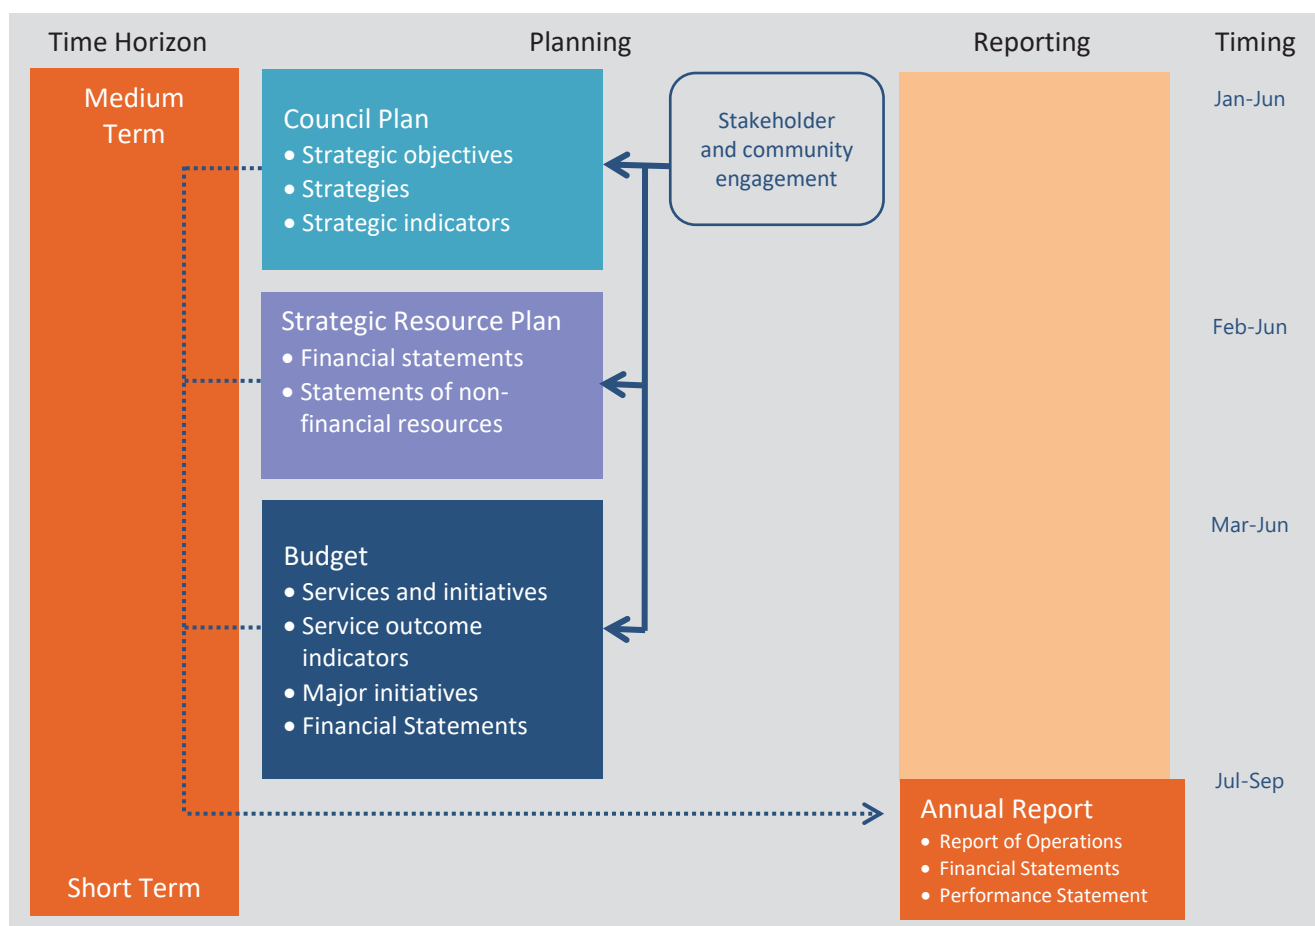 Time Horizon
Planning
Reporting
Timing
Medium
Term
Council Plan
• Strategic objectives
• Strategies
• Strategic indicators
Stakeholder
and community
engagement
Jan-Jun
Strategic Resource Plan
• Financial statements
• Statements of non-
financial resources
Feb-Jun
Budget
• Services and initiatives
• Service outcome
indicators
• Major initiatives
• Financial Statements
Mar-Jun
Jul-Sep
Annual Report
• Report of Operations
• Financial Statements
• Performance Statement
Short Term